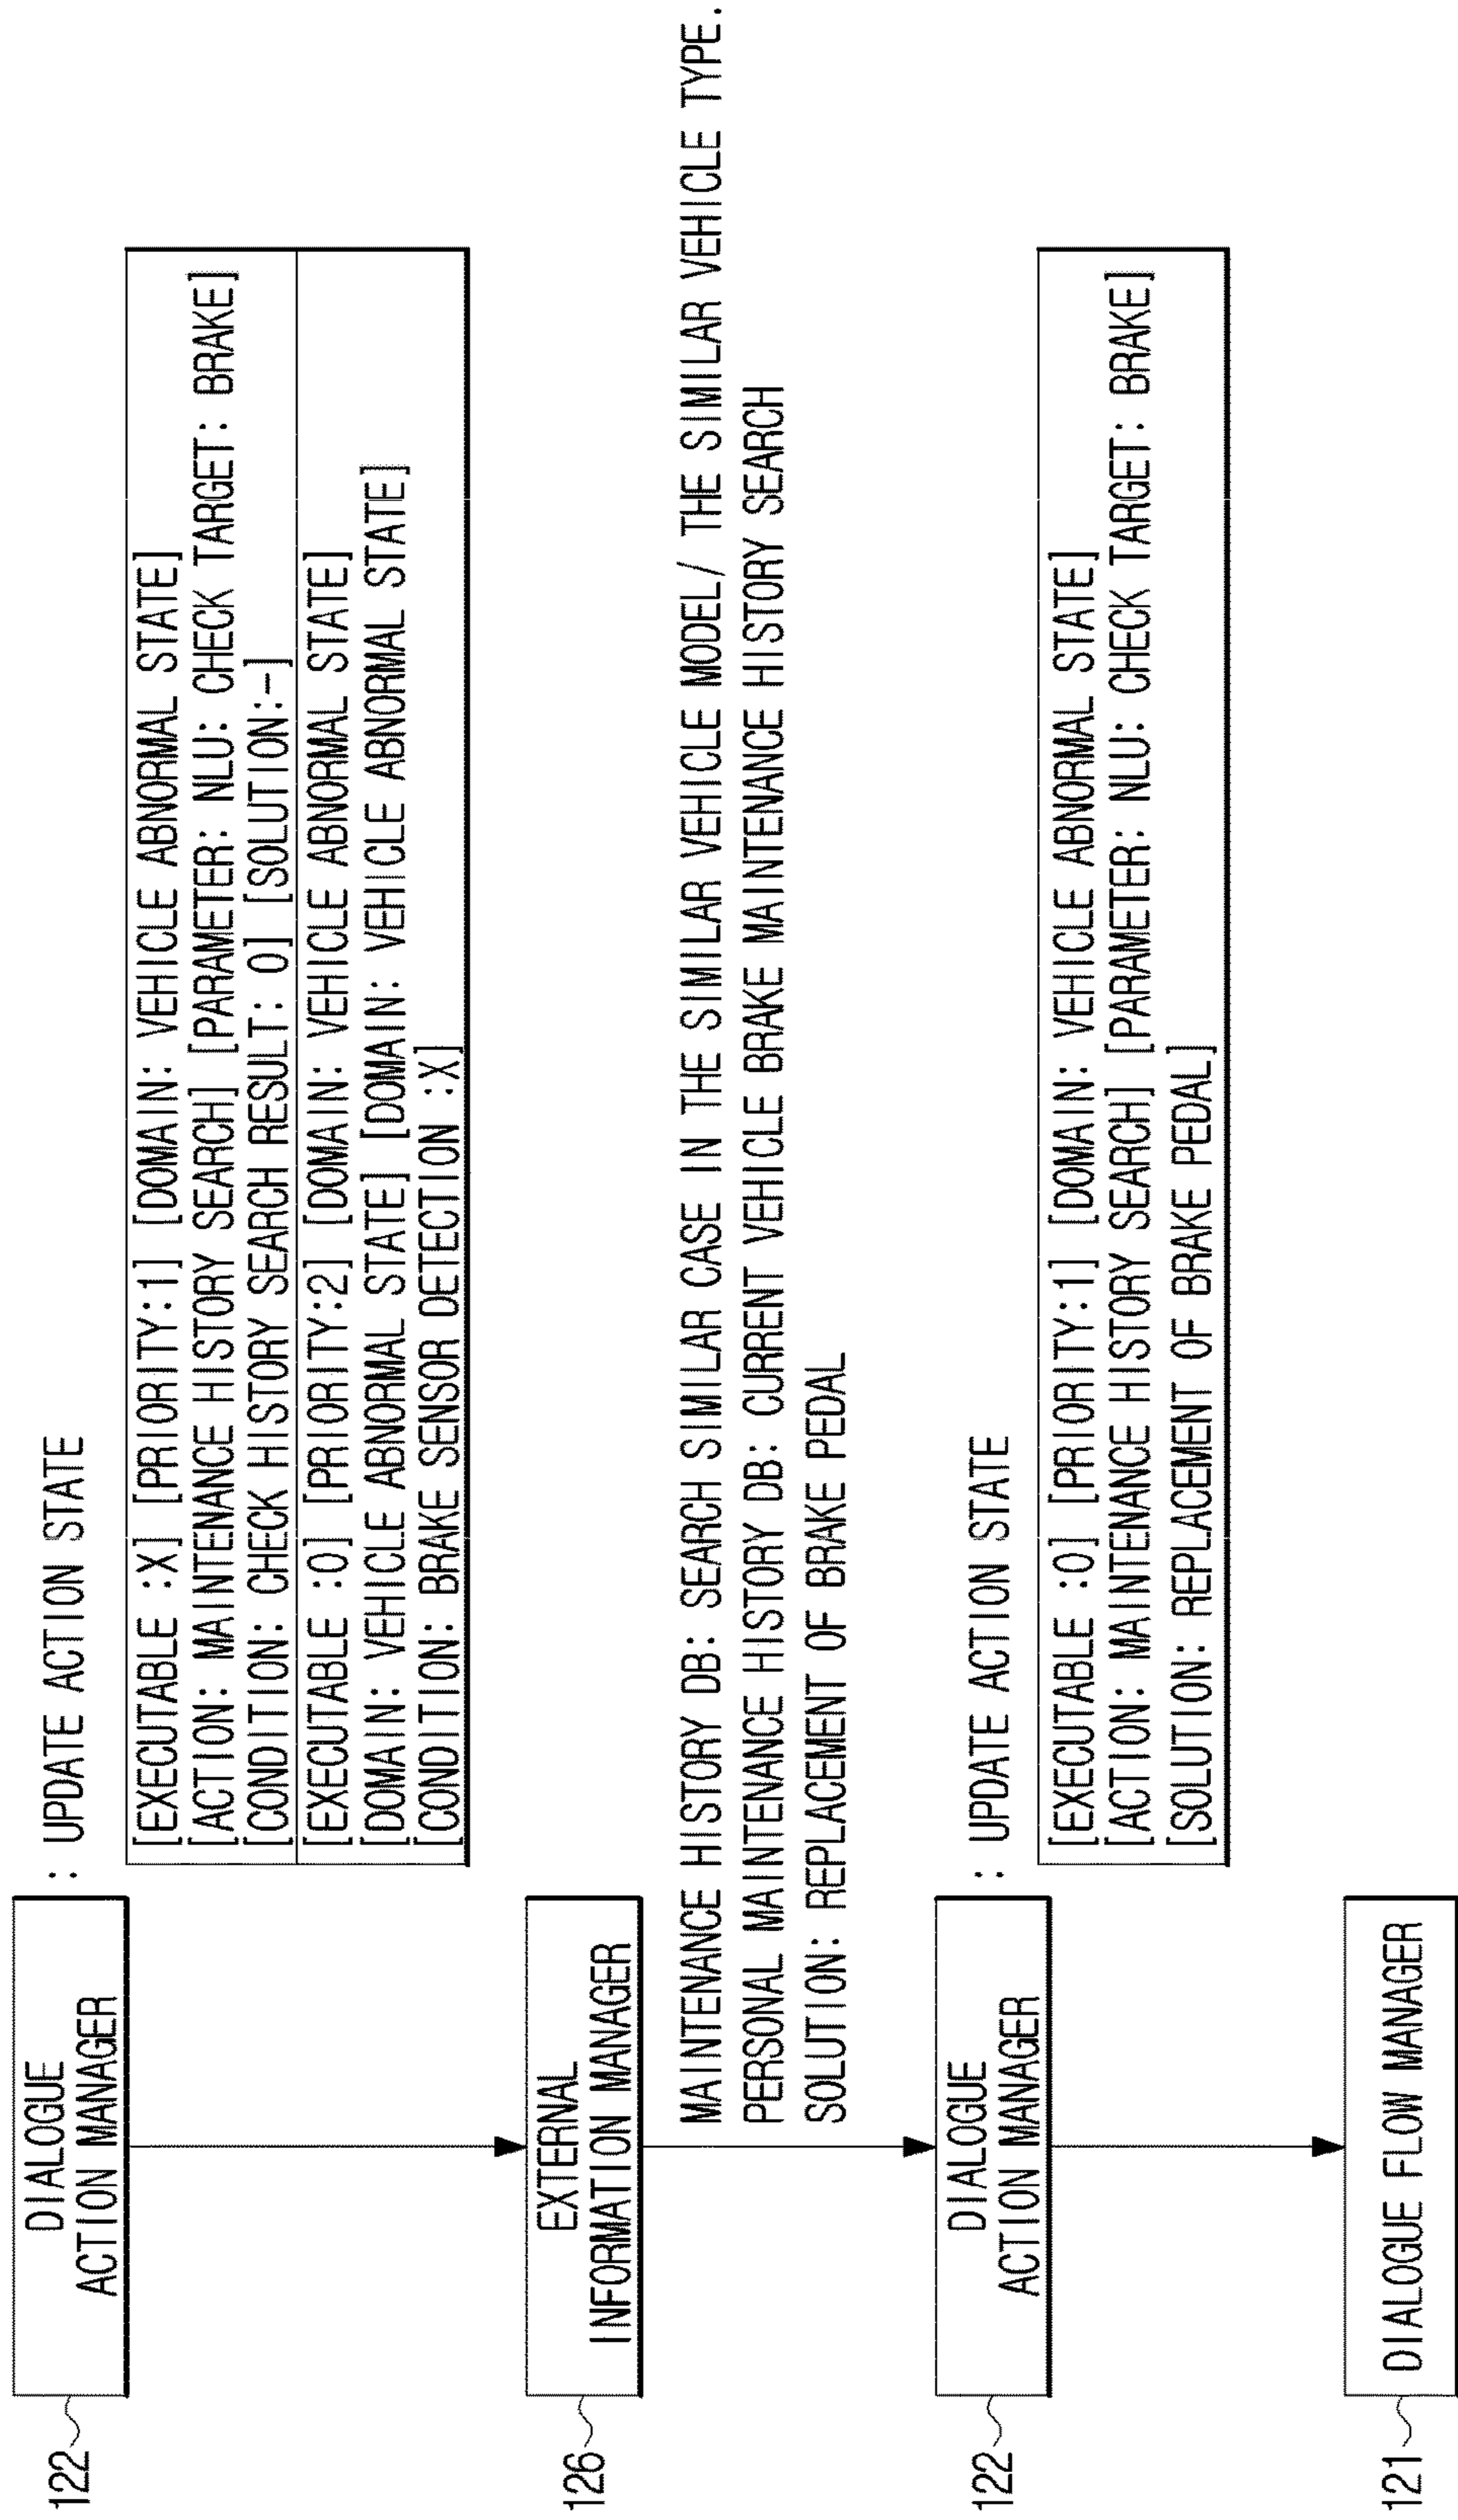 122
DIALOGUE
ACTION MANAGER
: UPDATE ACTION STATE
[EXECUTABLE :X] [PRIORITY:1] [DOMAIN: VEHICLE ABNORMAL STATE]
[ACTION: MAINTENANCE HISTORY SEARCH] [PARAMETER: NLU: CHECK TARGET: BRAKE]
[CONDITION: CHECK HISTORY SEARCH RESULT: O] [SOLUTION:-]
[EXECUTABLE :O] [PRIORITY:2] [DOMAIN: VEHICLE ABNORMAL STATE]
[DOMAIN: VEHICLE ABNORMAL STATE] [DOMAIN: VEHICLE ABNORMAL STATE]
[CONDITION: BRAKE SENSOR DETECTION :X]
126
EXTERNAL
INFORMATION MANAGER
MAINTENANCE HISTORY DB: SEARCH SIMILAR CASE IN THE SIMILAR VEHICLE MODEL/ THE SIMILAR VEHICLE TYPE.
PERSONAL MAINTENANCE HISTORY DB: CURRENT VEHICLE BRAKE MAINTENANCE HISTORY SEARCH
SOLUTION: REPLACEMENT OF BRAKE PEDAL
122
DIALOGUE
ACTION MANAGER
: UPDATE ACTION STATE
[EXECUTABLE :O] [PRIORITY:1] [DOMAIN: VEHICLE ABNORMAL STATE]
[ACTION: MAINTENANCE HISTORY SEARCH] [PARAMETER: NLU: CHECK TARGET: BRAKE]
[SOLUTION: REPLACEMENT OF BRAKE PEDAL]
121
DIALOGUE FLOW MANAGER